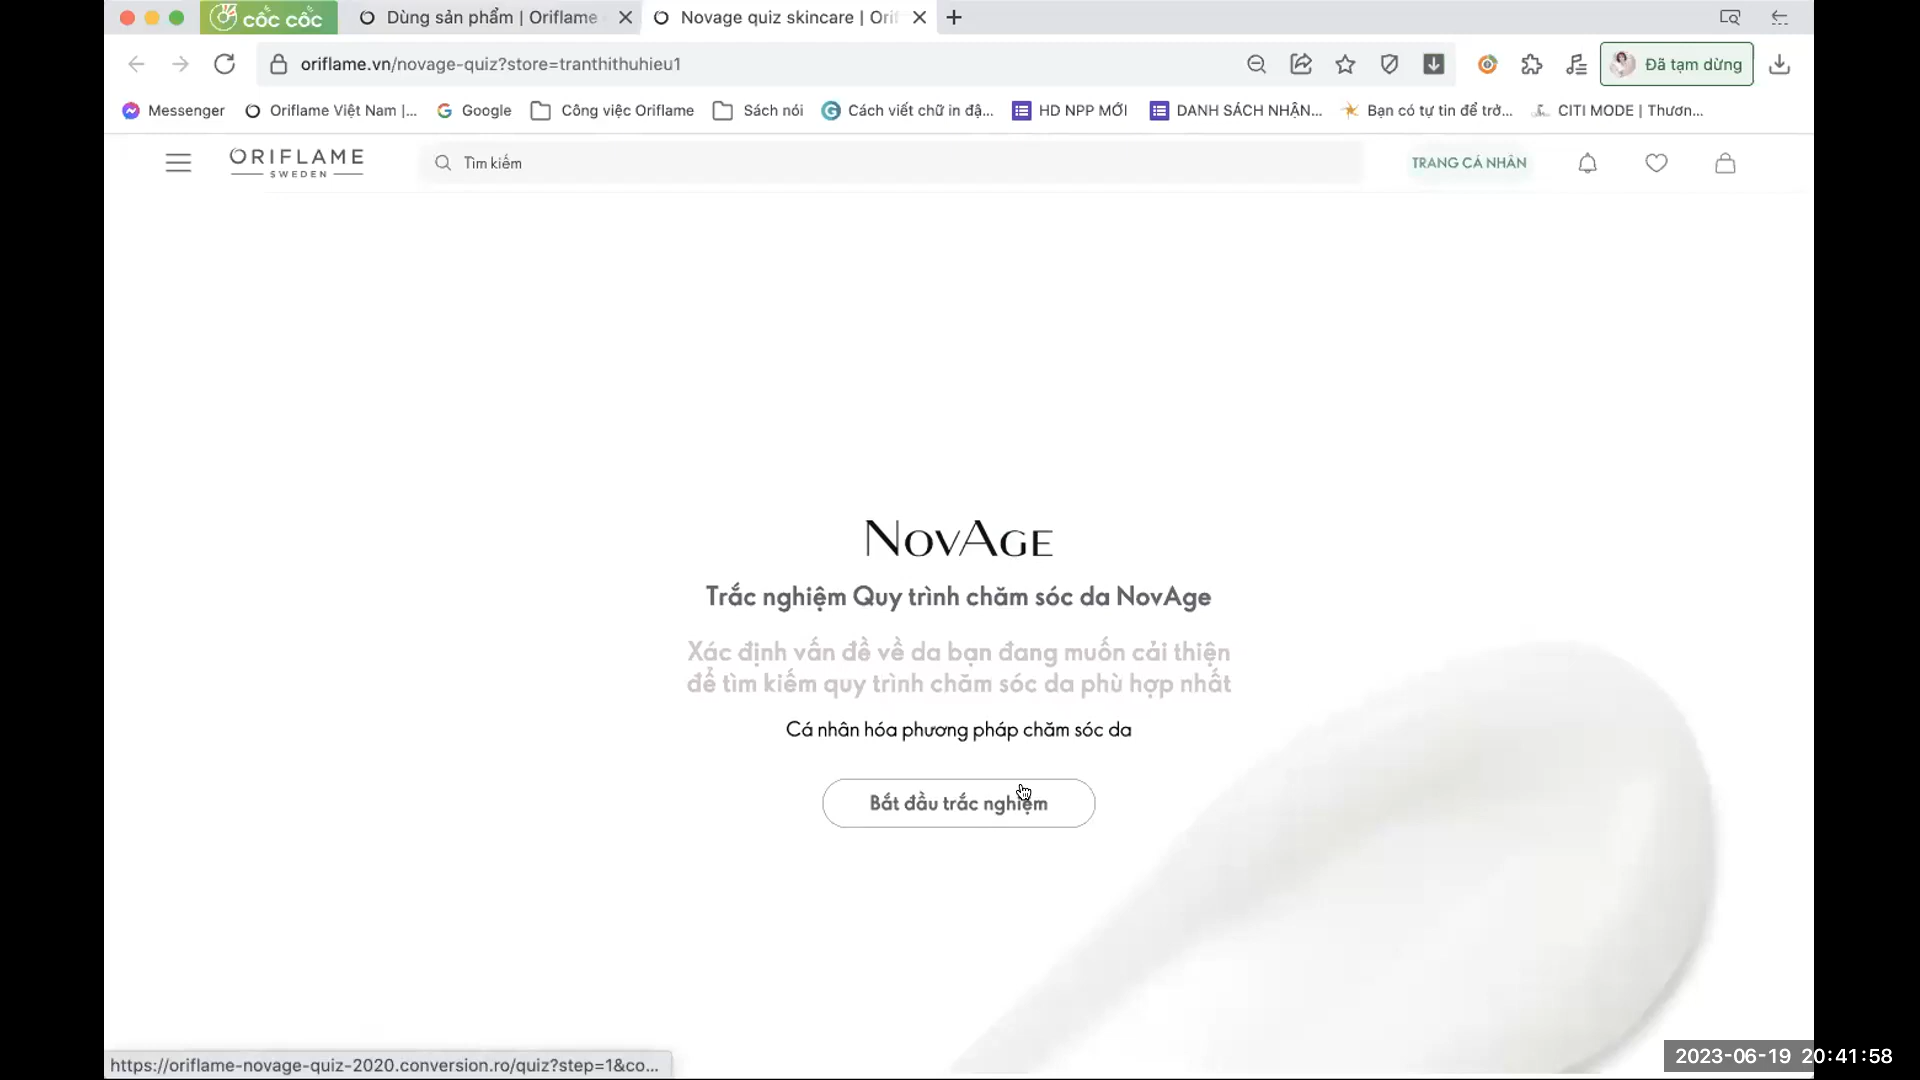 cốc cốc
Dùng sản phẩm | Oriflame
Novage quiz skincare | Ori
oriflame.vn/novage-quiz?store=tranthithuhieu1
Đã tạm dừng
Messenger
Oriflame Việt Nam |...
Google
Công việc Oriflame
Sách nói
Cách viết chữ in đậ...
HD NPP MỚI
DANH SÁCH NHẬN...
Bạn có tự tin để trở...
CITI MODE | Thươn...
ORIFLAME
SWEDEN
Tìm kiếm
TRANG CÁ NHÂN
NOVAGE
Trắc nghiệm Quy trình chăm sóc da NovAge
Xác định vấn đề về da bạn đang muốn cải thiện
để tìm kiếm quy trình chăm sóc da phù hợp nhất
Cá nhân hóa phương pháp chăm sóc da
Bắt đầu trắc nghiệm
https://oriflame-novage-quiz-2020.conversion.ro/quiz?step=1&co...
2023-06-19 20:41:58